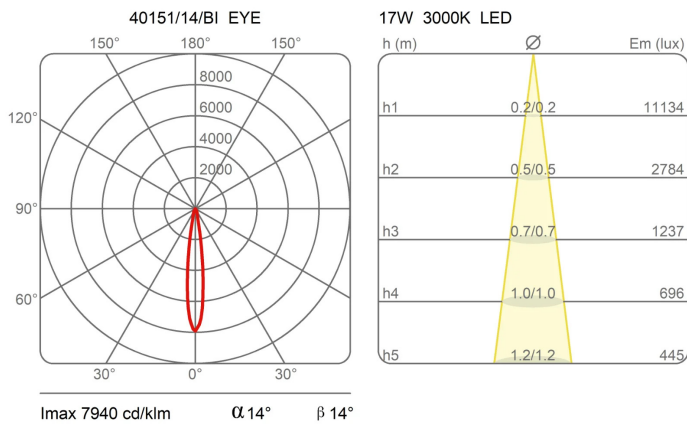 40151/14/BI EYE
150° 180° 150°
8000
6000
4000
2000
120°
90°
60°
30° 0° 30°
Imax 7940 cd/klm α 14° β 14°
17W 3000K LED
h (m) Ø Em (lux)
h1 0.2/0.2 11134
h2 0.5/0.5 2784
h3 0.7/0.7 1237
h4 1.0/1.0 696
h5 1.2/1.2 445